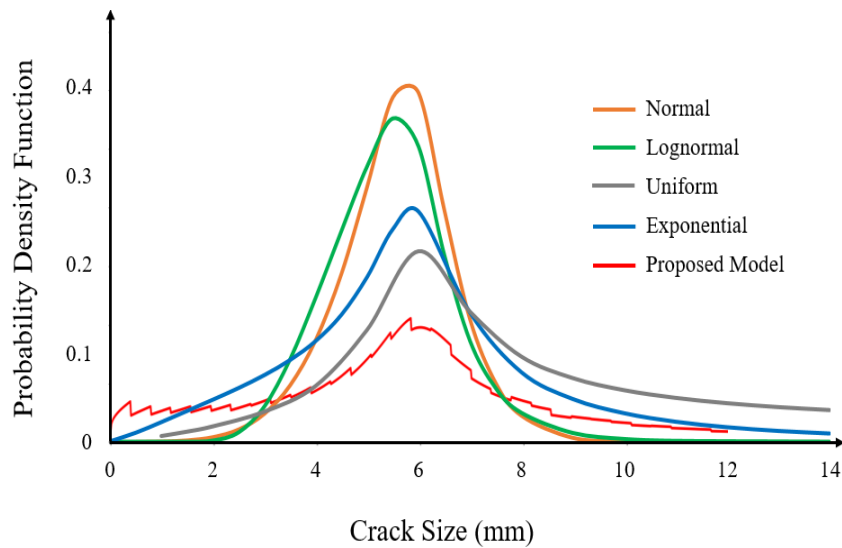 Probability Density Function
0.4
0.3
0.2
0.1
0
0 2 4 6 8 10 12 14
Crack Size (mm)
Normal
Lognormal
Uniform
Exponential
Proposed Model